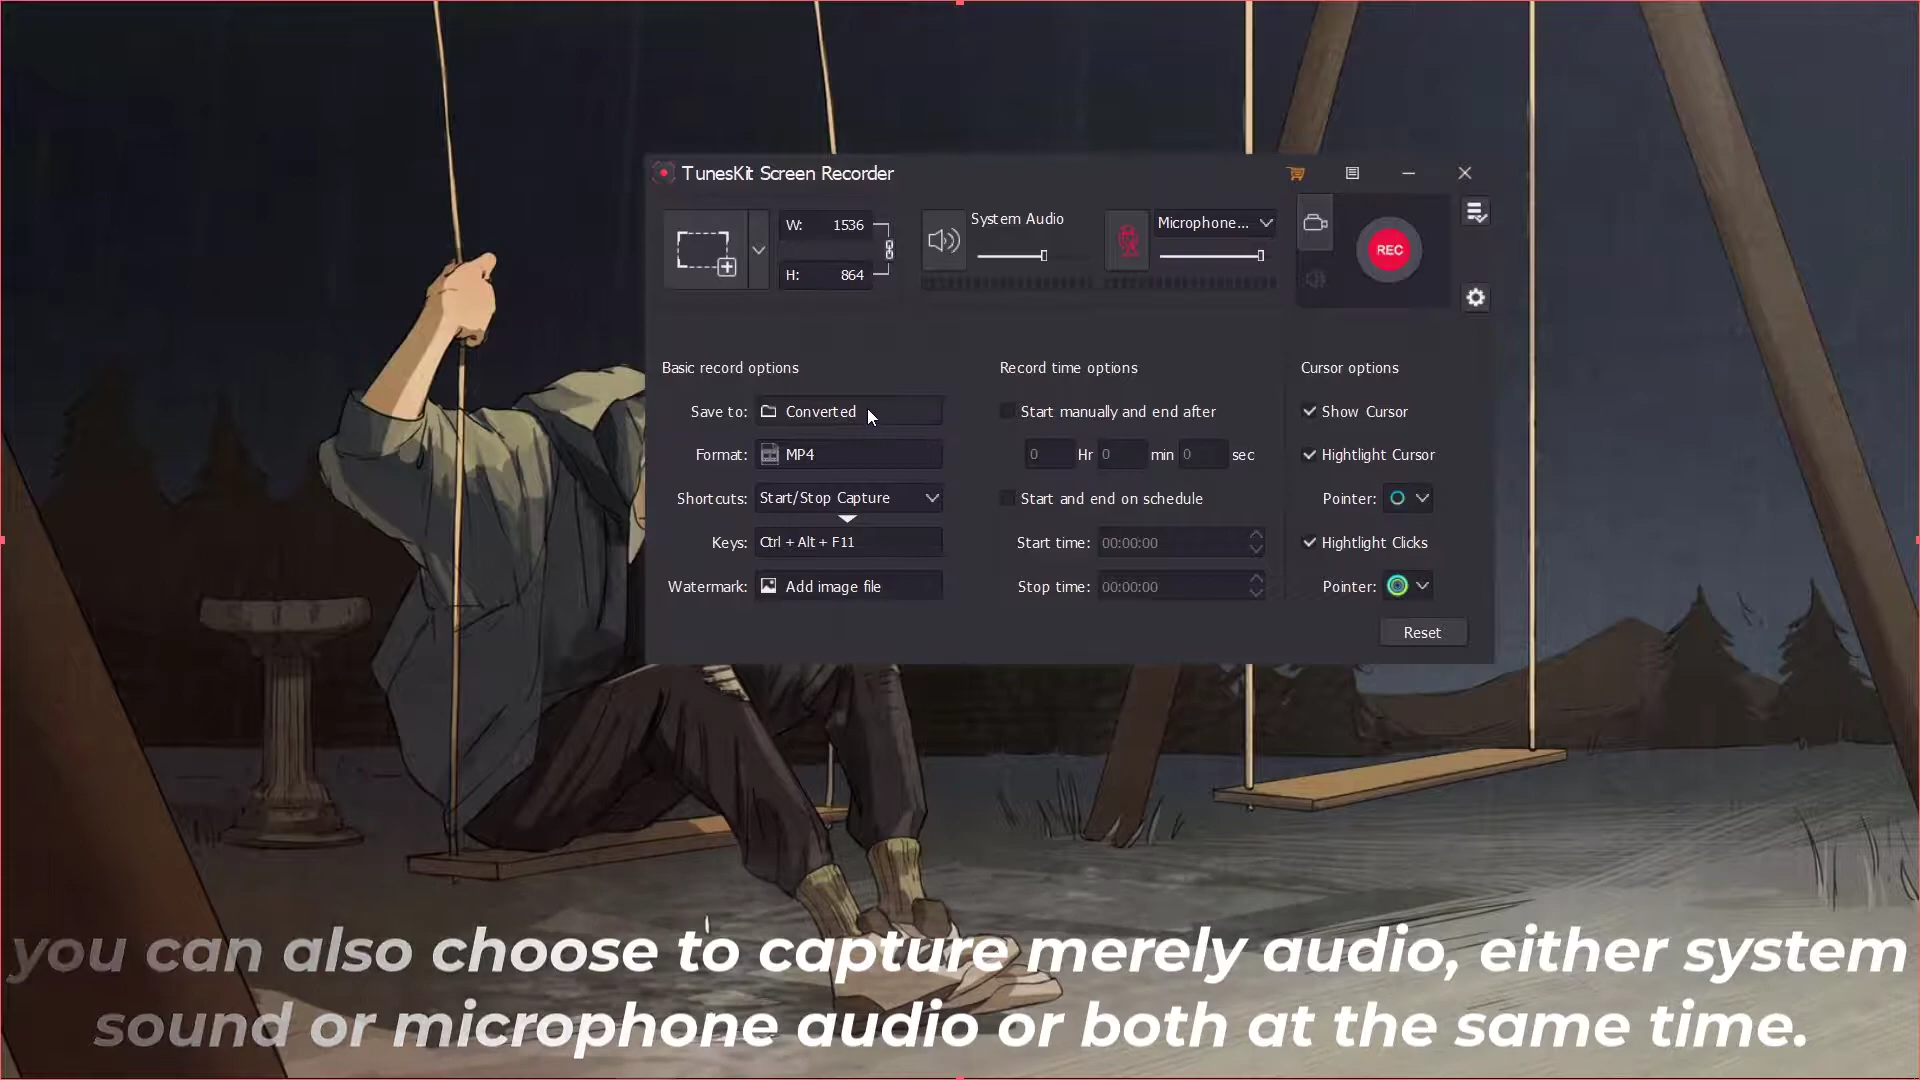 TunesKit Screen Recorder
W: 1536
H: 864
System Audio
Microphone...
REC
Basic record options
Save to: Converted
Format: MP4
Shortcuts: Start/Stop Capture
Keys: Ctrl + Alt + F11
Watermark: Add image file
Record time options
Start manually and end after
0 Hr 0 min 0 sec
Start and end on schedule
Start time: 00:00:00
Stop time: 00:00:00
Cursor options
Show Cursor
Hightlight Cursor
Pointer:
Hightlight Clicks
Pointer:
Reset
you can also choose to capture merely audio, either system
sound or microphone audio or both at the same time.